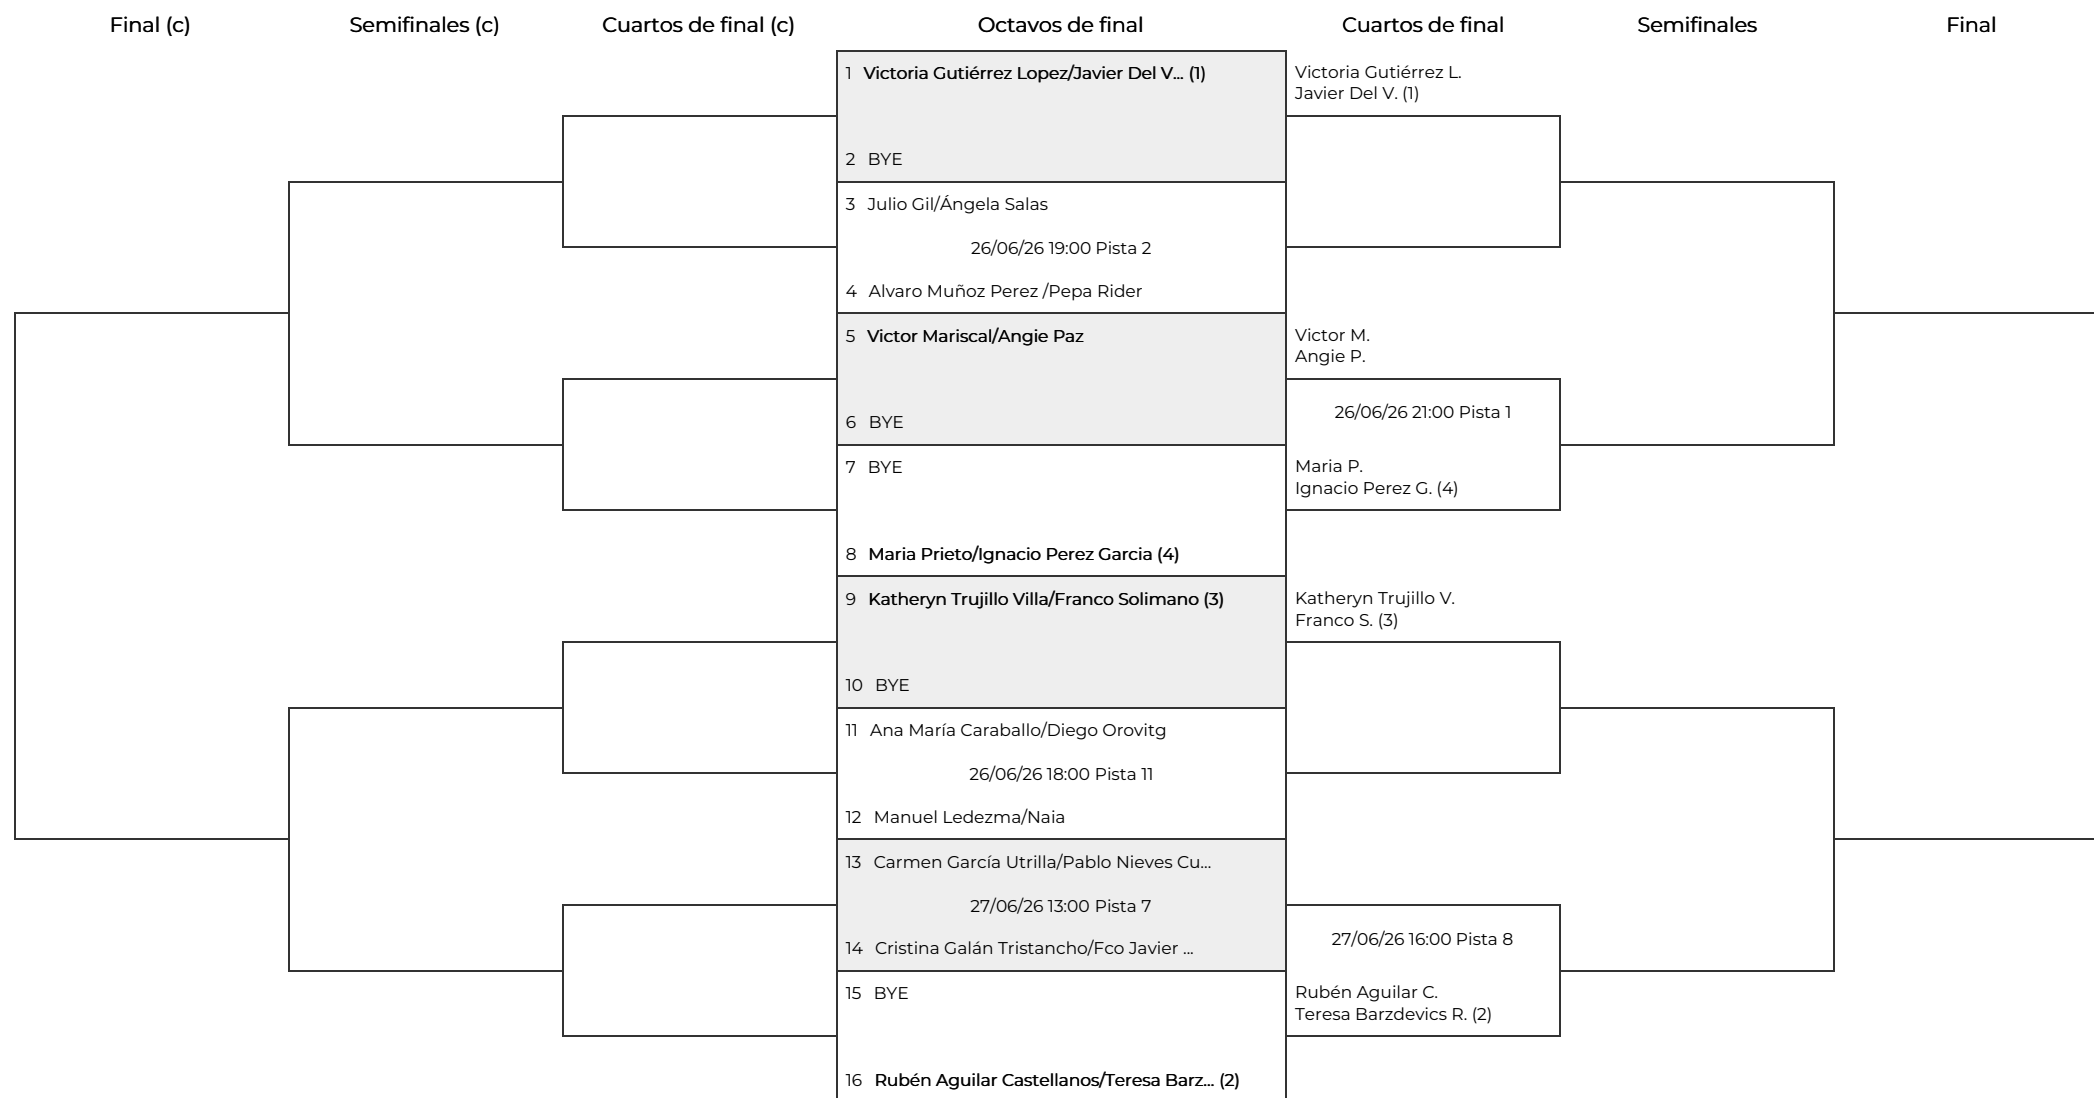 Final (c)
Semifinales (c)
Cuartos de final (c)
Octavos de final
Cuartos de final
Semifinales
Final
1 Victoria Gutiérrez Lopez/Javier Del V... (1)
2 BYE
3 Julio Gil/Ángela Salas
26/06/26 19:00 Pista 2
4 Alvaro Muñoz Perez /Pepa Rider
5 Victor Mariscal/Angie Paz
6 BYE
7 BYE
8 Maria Prieto/Ignacio Perez Garcia (4)
9 Katheryn Trujillo Villa/Franco Solimano (3)
10 BYE
11 Ana María Caraballo/Diego Orovitg
26/06/26 18:00 Pista 11
12 Manuel Ledezma/Naia
13 Carmen García Utrilla/Pablo Nieves Cu...
27/06/26 13:00 Pista 7
14 Cristina Galán Tristancho/Fco Javier ...
15 BYE
16 Rubén Aguilar Castellanos/Teresa Barz... (2)
Victoria Gutiérrez L.
Javier Del V. (1)
Victor M.
Angie P.
26/06/26 21:00 Pista 1
Maria P.
Ignacio Perez G. (4)
Katheryn Trujillo V.
Franco S. (3)
27/06/26 16:00 Pista 8
Rubén Aguilar C.
Teresa Barzdevics R. (2)